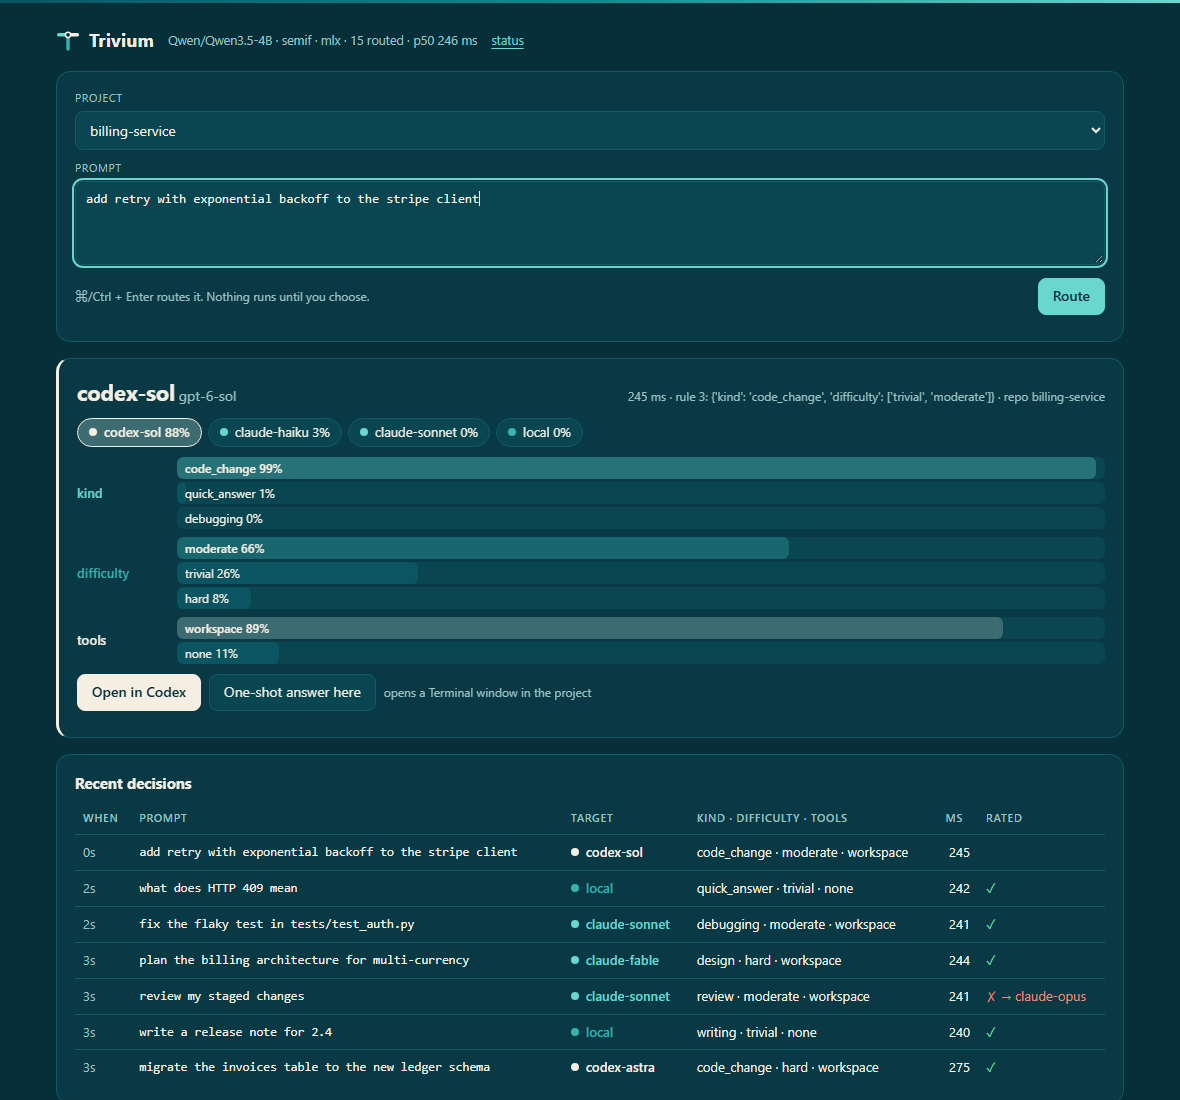 Trivium Qwen/Qwen3.5-4B · semif · mlx · 15 routed · p50 246 ms status
PROJECT
billing-service
PROMPT
add retry with exponential backoff to the stripe client
⌘/Ctrl + Enter routes it. Nothing runs until you choose. Route
codex-sol gpt-6-sol 245 ms · rule 3: {'kind': 'code_change', 'difficulty': ['trivial', 'moderate']} · repo billing-service
codex-sol 88% claude-haiku 3% claude-sonnet 0% local 0%
kind
code_change 99%
quick_answer 1%
debugging 0%
difficulty
moderate 66%
trivial 26%
hard 8%
tools
workspace 89%
none 11%
Open in Codex One-shot answer here opens a Terminal window in the project
Recent decisions
WHEN PROMPT TARGET KIND · DIFFICULTY · TOOLS MS RATED
0s add retry with exponential backoff to the stripe client codex-sol code_change · moderate · workspace 245
2s what does HTTP 409 mean local quick_answer · trivial · none 242 ✓
2s fix the flaky test in tests/test_auth.py claude-sonnet debugging · moderate · workspace 241 ✓
3s plan the billing architecture for multi-currency claude-fable design · hard · workspace 244 ✓
3s review my staged changes claude-sonnet review · moderate · workspace 241 ✗ → claude-opus
3s write a release note for 2.4 local writing · trivial · none 240 ✓
3s migrate the invoices table to the new ledger schema codex-astra code_change · hard · workspace 275 ✓